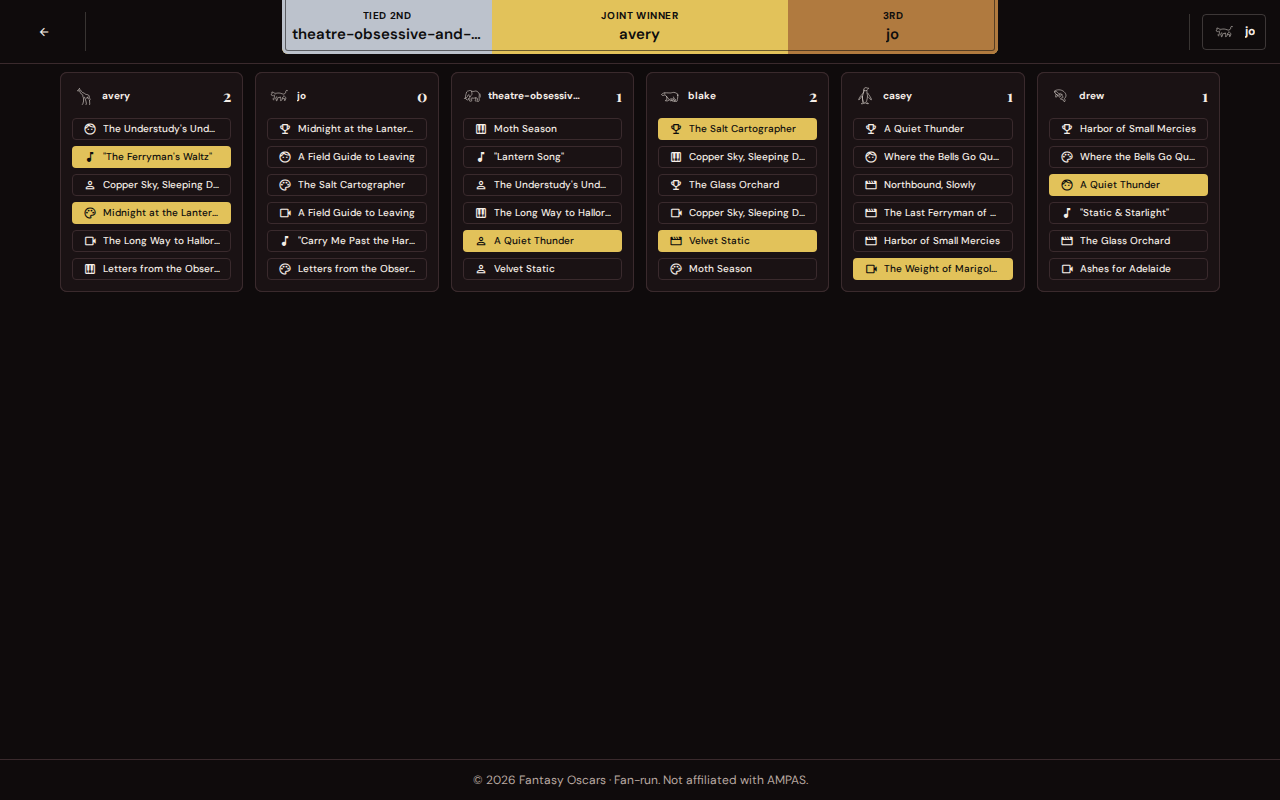 TIED 2ND
theatre-obsessive-and-...
JOINT WINNER
avery
3RD
jo
jo
avery 2
The Understudy's Und...
"The Ferryman's Waltz"
Copper Sky, Sleeping D...
Midnight at the Lanter...
The Long Way to Hallor...
Letters from the Obser...
jo 0
Midnight at the Lanter...
A Field Guide to Leaving
The Salt Cartographer
A Field Guide to Leaving
"Carry Me Past the Har...
Letters from the Obser...
theatre-obsessiv... 1
Moth Season
"Lantern Song"
The Understudy's Und...
The Long Way to Hallor...
A Quiet Thunder
Velvet Static
blake 2
The Salt Cartographer
Copper Sky, Sleeping D...
The Glass Orchard
Copper Sky, Sleeping D...
Velvet Static
Moth Season
casey 1
A Quiet Thunder
Where the Bells Go Qu...
Northbound, Slowly
The Last Ferryman of ...
Harbor of Small Mercies
The Weight of Marigol...
drew 1
Harbor of Small Mercies
Where the Bells Go Qu...
A Quiet Thunder
"Static & Starlight"
The Glass Orchard
Ashes for Adelaide
© 2026 Fantasy Oscars · Fan-run. Not affiliated with AMPAS.